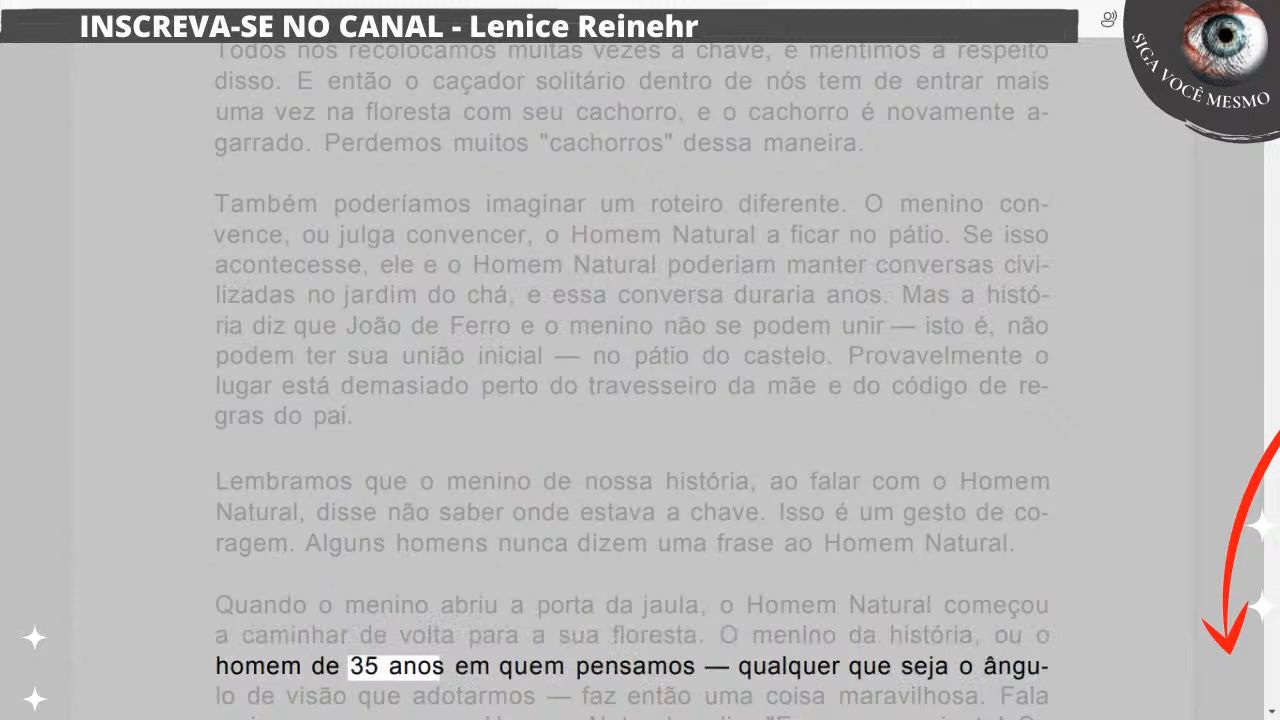 INSCREVA-SE NO CANAL - Lenice Reinehr
SIGA VOCÊ MESMO
Todos nós recolocamos muitas vezes a chave, e mentimos a respeito
disso. E então o caçador solitário dentro de nós tem de entrar mais
uma vez na floresta com seu cachorro, e o cachorro é novamente a-
garrado. Perdemos muitos "cachorros" dessa maneira.
Também poderíamos imaginar um roteiro diferente. O menino con-
vence, ou julga convencer, o Homem Natural a ficar no pátio. Se isso
acontecesse, ele e o Homem Natural poderiam manter conversas civi-
lizadas no jardim do chá, e essa conversa duraria anos. Mas a histó-
ria diz que João de Ferro e o menino não se podem unir — isto é, não
podem ter sua união inicial — no pátio do castelo. Provavelmente o
lugar está demasiado perto do travesseiro da mãe e do código de re-
gras do pai.
Lembramos que o menino de nossa história, ao falar com o Homem
Natural, disse não saber onde estava a chave. Isso é um gesto de co-
ragem. Alguns homens nunca dizem uma frase ao Homem Natural.
Quando o menino abriu a porta da jaula, o Homem Natural começou
a caminhar de volta para a sua floresta. O menIno da história, ou o
homem de 35 anos em quem pensamos — qualquer que seja o ângu-
lo de visão que adotarmos — faz então uma coisa maravilhosa. Fala